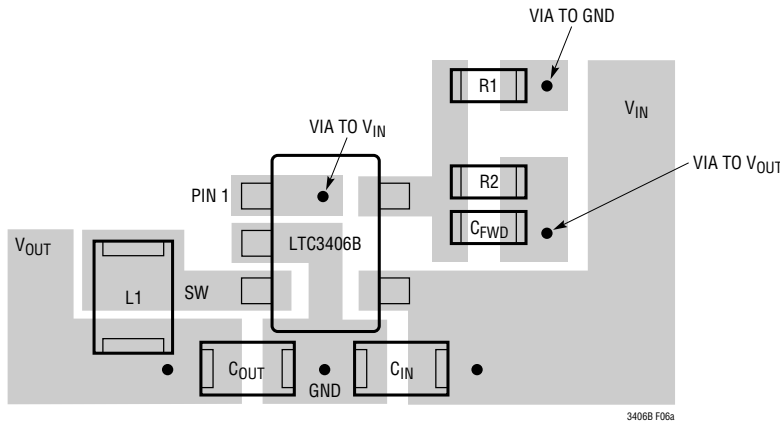 VIA TO GND
R1
VIN
VIA TO VIN
R2
VIA TO VOUT
PIN 1
CFWD
LTC3406B
VOUT
L1
SW
COUT
GND
CIN
3406B F06a